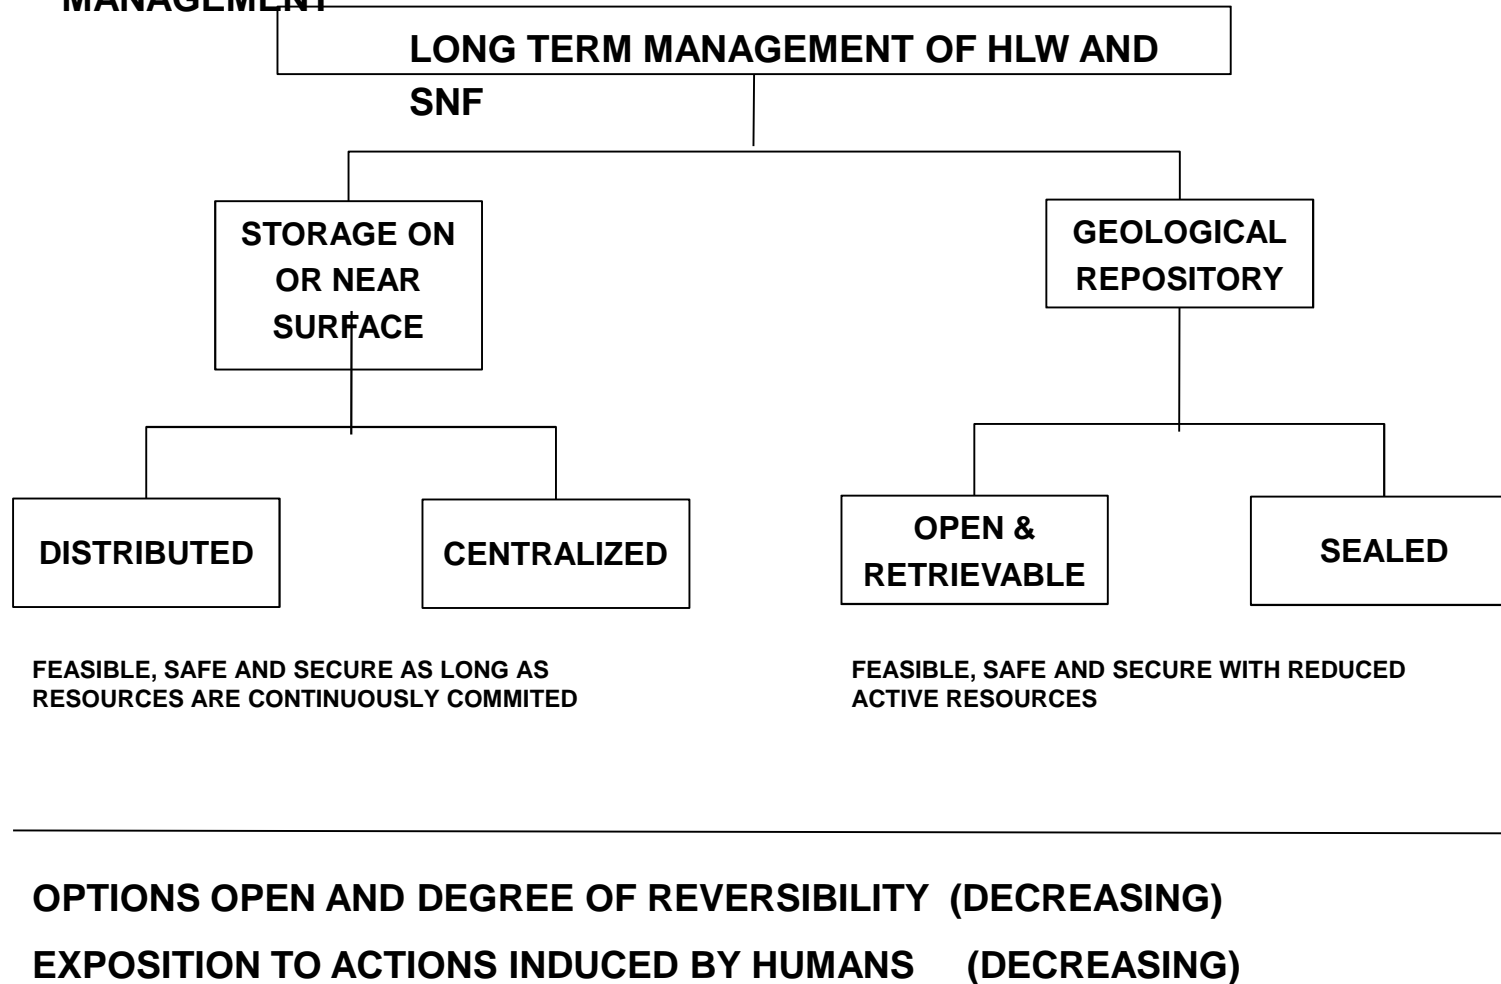 MANAGEMENT
LONG TERM MANAGEMENT OF HLW AND
SNF
STORAGE ON
OR NEAR
SURFACE
GEOLOGICAL
REPOSITORY
DISTRIBUTED
CENTRALIZED
OPEN &
RETRIEVABLE
SEALED
FEASIBLE, SAFE AND SECURE AS LONG AS
RESOURCES ARE CONTINUOUSLY COMMITED
FEASIBLE, SAFE AND SECURE WITH REDUCED
ACTIVE RESOURCES
OPTIONS OPEN AND DEGREE OF REVERSIBILITY (DECREASING)
EXPOSITION TO ACTIONS INDUCED BY HUMANS (DECREASING)